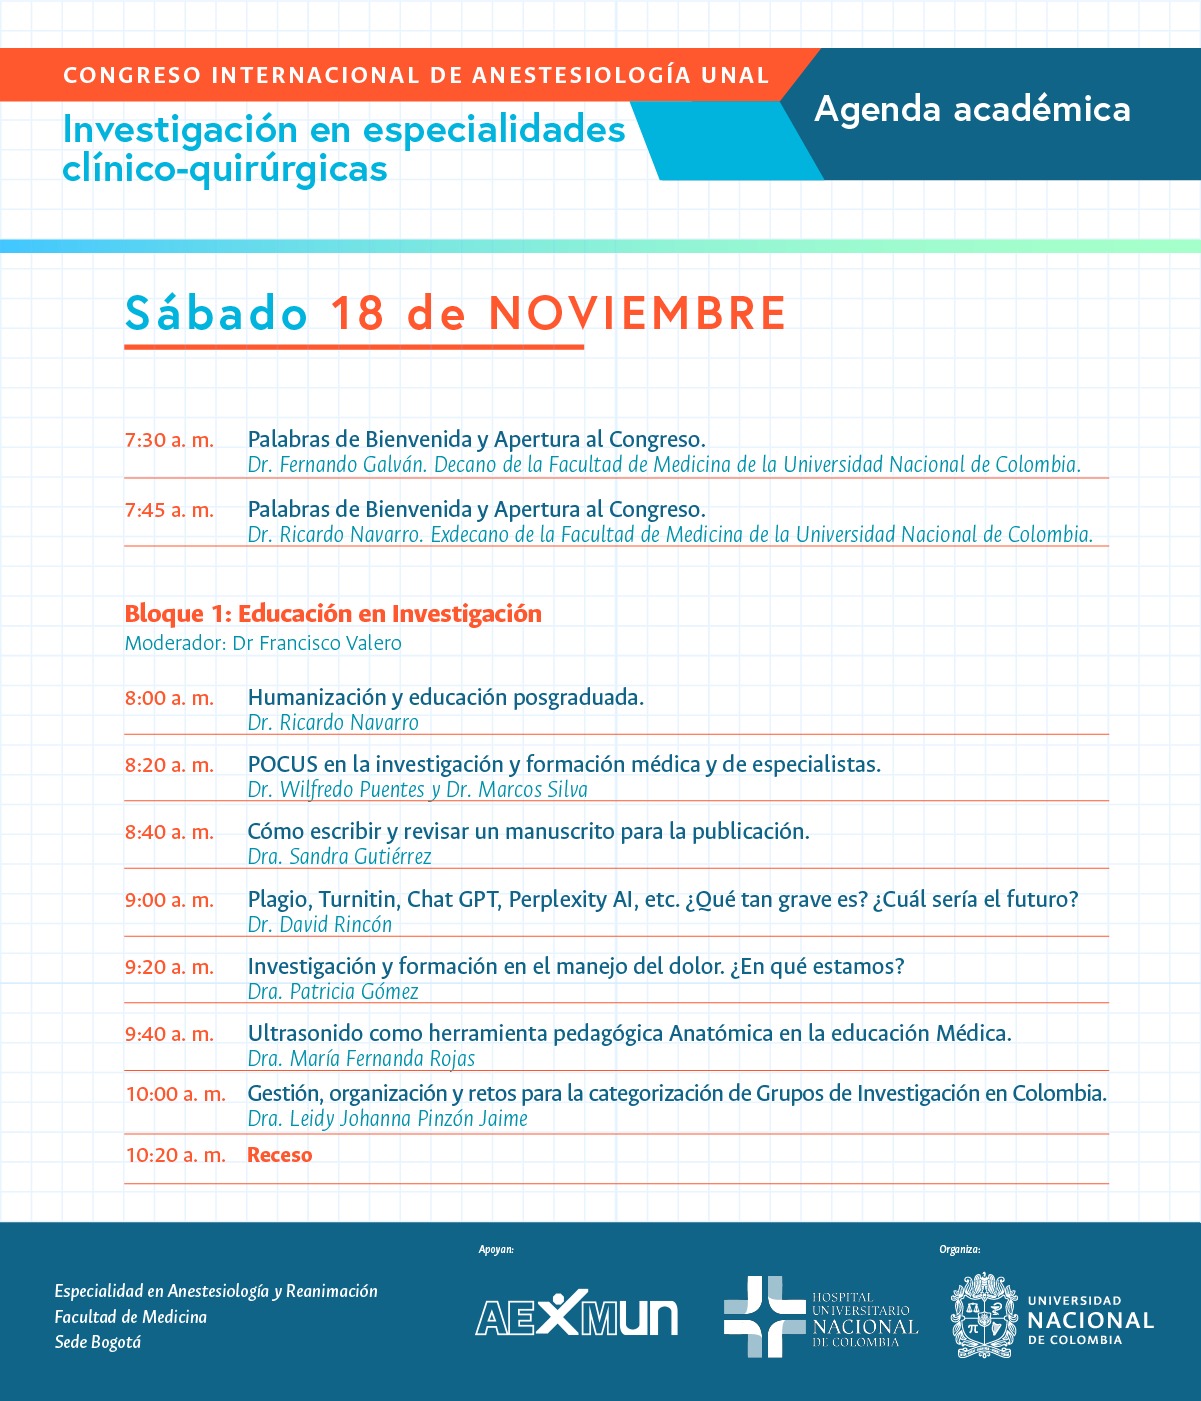 CONGRESO INTERNACIONAL DE ANESTESIOLOGÍA UNAL
Investigación en especialidades
clínico-quirúrgicas
Agenda académica
Sábado 18 de NOVIEMBRE
7:30 a. m. Palabras de Bienvenida y Apertura al Congreso.
Dr. Fernando Galván. Decano de la Facultad de Medicina de la Universidad Nacional de Colombia.
7:45 a. m. Palabras de Bienvenida y Apertura al Congreso.
Dr. Ricardo Navarro. Exdecano de la Facultad de Medicina de la Universidad Nacional de Colombia.
Bloque 1: Educación en Investigación
Moderador: Dr Francisco Valero
8:00 a. m. Humanización y educación posgraduada.
Dr. Ricardo Navarro
8:20 a. m. POCUS en la investigación y formación médica y de especialistas.
Dr. Wilfredo Puentes y Dr. Marcos Silva
8:40 a. m. Cómo escribir y revisar un manuscrito para la publicación.
Dra. Sandra Gutiérrez
9:00 a. m. Plagio, Turnitin, Chat GPT, Perplexity AI, etc. ¿Qué tan grave es? ¿Cuál sería el futuro?
Dr. David Rincón
9:20 a. m. Investigación y formación en el manejo del dolor. ¿En qué estamos?
Dra. Patricia Gómez
9:40 a. m. Ultrasonido como herramienta pedagógica Anatómica en la educación Médica.
Dra. María Fernanda Rojas
10:00 a. m. Gestión, organización y retos para la categorización de Grupos de Investigación en Colombia.
Dra. Leidy Johanna Pinzón Jaime
10:20 a. m. Receso
Especialidad en Anestesiología y Reanimación
Facultad de Medicina
Sede Bogotá
Apoyan:
AEXMUN
HOSPITAL
UNIVERSITARIO
NACIONAL
DE COLOMBIA
Organiza:
UNIVERSIDAD
NACIONAL
DE COLOMBIA